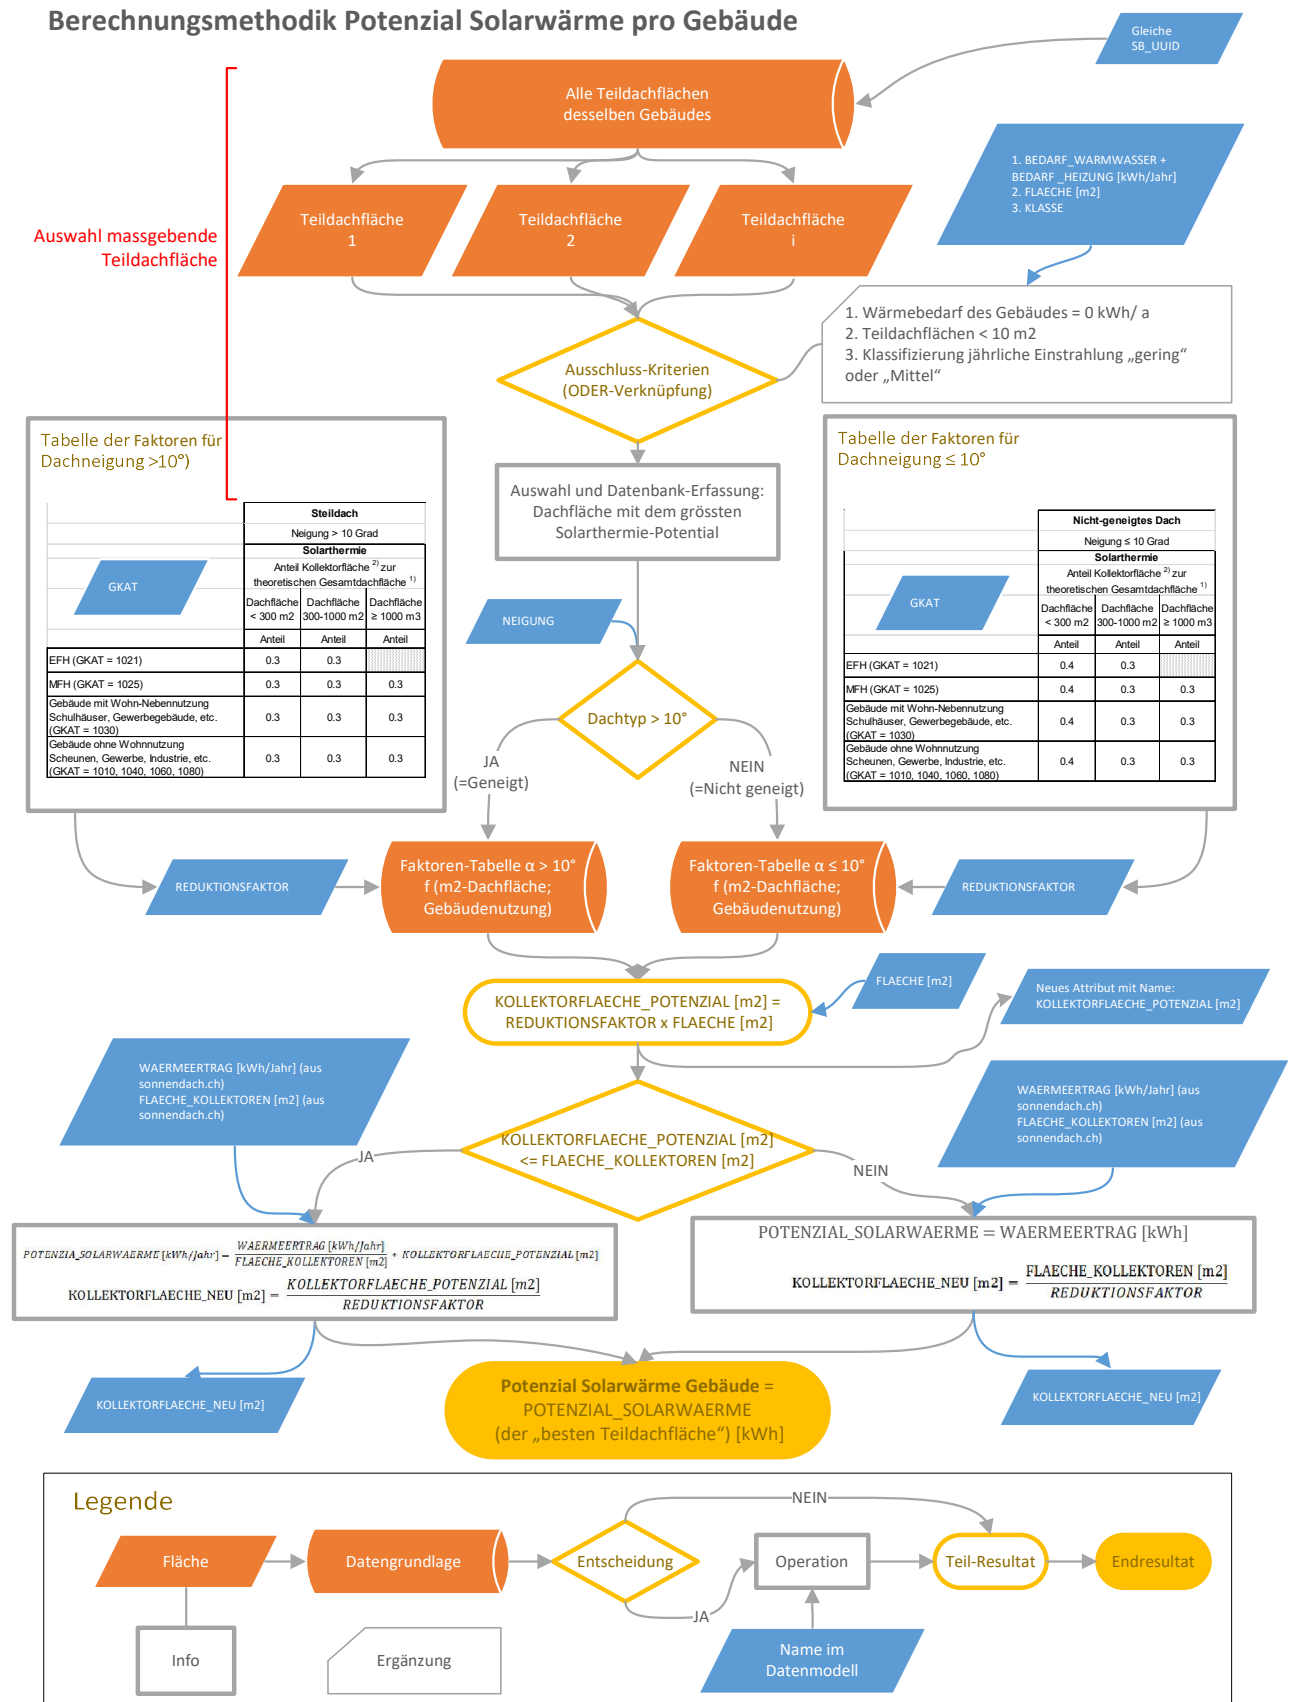 Berechnungsmethodik Potenzial Solarwärme pro Gebäude
Gleiche
SB_UUID
Alle Teildachflächen
desselben Gebäudes
1. BEDARF_WARMWASSER +
BEDARF _HEIZUNG [kWh/Jahr]
2. FLAECHE [m2]
3. KLASSE
Teildachfläche
1
Teildachfläche
2
Teildachfläche
i
Auswahl massgebende
Teildachfläche
1. Wärmebedarf des Gebäudes = 0 kWh/ a
2. Teildachflächen < 10 m2
3. Klassifizierung jährliche Einstrahlung „gering“
oder „Mittel“
Ausschluss-Kriterien
(ODER-Verknüpfung)
Tabelle der Faktoren für
Dachneigung >10°)
Steildach
Neigung > 10 Grad
Solarthermie
Anteil Kollektorfläche 2) zur
theoretischen Gesamtdachfläche 1)
GKAT
Dachfläche
< 300 m2
Dachfläche
300-1000 m2
Dachfläche
≥ 1000 m3
Anteil Anteil Anteil
EFH (GKAT = 1021) 0.3 0.3
MFH (GKAT = 1025) 0.3 0.3 0.3
Gebäude mit Wohn-Nebennutzung
Schulhäuser, Gewerbegebäude, etc.
(GKAT = 1030)
0.3 0.3 0.3
Gebäude ohne Wohnnutzung
Scheunen, Gewerbe, Industrie, etc.
(GKAT = 1010, 1040, 1060, 1080)
0.3 0.3 0.3
Auswahl und Datenbank-Erfassung:
Dachfläche mit dem grössten
Solarthermie-Potential
Tabelle der Faktoren für
Dachneigung ≤ 10°
Nicht-geneigtes Dach
Neigung ≤ 10 Grad
Solarthermie
Anteil Kollektorfläche 2) zur
theoretischen Gesamtdachfläche 1)
GKAT
Dachfläche
< 300 m2
Dachfläche
300-1000 m2
Dachfläche
≥ 1000 m3
Anteil Anteil Anteil
EFH (GKAT = 1021) 0.4 0.3
MFH (GKAT = 1025) 0.4 0.3 0.3
Gebäude mit Wohn-Nebennutzung
Schulhäuser, Gewerbegebäude, etc.
(GKAT = 1030)
0.4 0.3 0.3
Gebäude ohne Wohnnutzung
Scheunen, Gewerbe, Industrie, etc.
(GKAT = 1010, 1040, 1060, 1080)
0.4 0.3 0.3
NEIGUNG
Dachtyp > 10°
JA
(=Geneigt)
NEIN
(=Nicht geneigt)
REDUKTIONSFAKTOR
Faktoren-Tabelle α > 10°
f (m2-Dachfläche;
Gebäudenutzung)
Faktoren-Tabelle α ≤ 10°
f (m2-Dachfläche;
Gebäudenutzung)
REDUKTIONSFAKTOR
KOLLEKTORFLAECHE_POTENZIAL [m2] =
REDUKTIONSFAKTOR x FLAECHE [m2]
FLAECHE [m2]
Neues Attribut mit Name:
KOLLEKTORFLAECHE_POTENZIAL [m2]
WAERMEERTRAG [kWh/Jahr] (aus
sonnendach.ch)
FLAECHE_KOLLEKTOREN [m2] (aus
sonnendach.ch)
KOLLEKTORFLAECHE_POTENZIAL [m2]
<= FLAECHE_KOLLEKTOREN [m2]
WAERMEERTRAG [kWh/Jahr] (aus
sonnendach.ch)
FLAECHE_KOLLEKTOREN [m2] (aus
sonnendach.ch)
JA
NEIN
POTENZIA_SOLARWAERME [kWh/Jahr] = WAERMEERTRAG [kWh/Jahr] / FLAECHE_KOLLEKTOREN [m2] * KOLLEKTORFLAECHE_POTENZIAL [m2]
KOLLEKTORFLAECHE_NEU [m2] = KOLLEKTORFLAECHE_POTENZIAL [m2] / REDUKTIONSFAKTOR
POTENZIAL_SOLARWAERME = WAERMEERTRAG [kWh]
KOLLEKTORFLAECHE_NEU [m2] = FLAECHE_KOLLEKTOREN [m2] / REDUKTIONSFAKTOR
KOLLEKTORFLAECHE_NEU [m2]
Potenzial Solarwärme Gebäude =
POTENZIAL_SOLARWAERME
(der „besten Teildachfläche“) [kWh]
KOLLEKTORFLAECHE_NEU [m2]
Legende
NEIN
Fläche
Datengrundlage
Entscheidung
Operation
Teil-Resultat
Endresultat
JA
Info
Ergänzung
Name im
Datenmodell